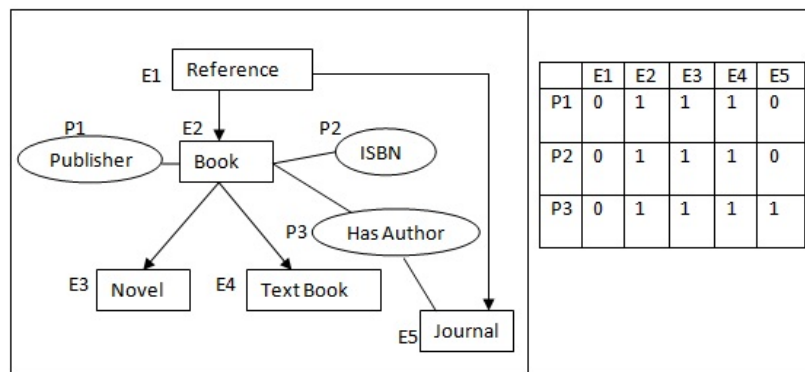 E1 Reference
P1 E2 P2
Publisher Book ISBN
P3 Has Author
E3 Novel E4 Text Book
E5 Journal
E1 E2 E3 E4 E5
P1 0 1 1 1 0
P2 0 1 1 1 0
P3 0 1 1 1 1